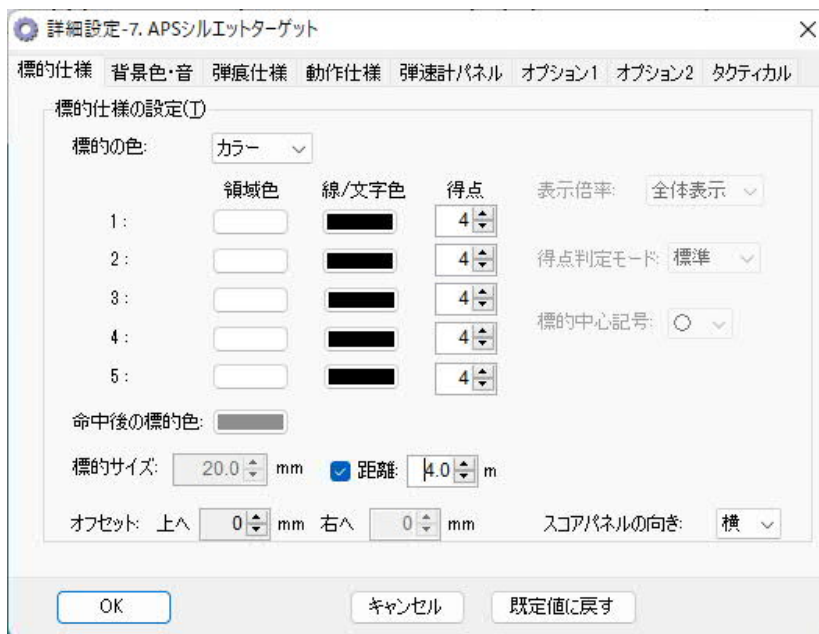 詳細設定-7. APSシルエットターゲット
標的仕様 背景色・音 弾痕仕様 動作仕様 弾速計パネル オプション1 オプション2 タクティカル
標的仕様の設定(T)
標的の色: カラー
領域色 線/文字色 得点 表示倍率: 全体表示
1: 4
2: 4 得点判定モード: 標準
3: 4
4: 4 標的中心記号: ○
5: 4
命中後の標的色:
標的サイズ: 20.0 mm 距離: 4.0 m
オフセット: 上へ 0 mm 右へ 0 mm スコアパネルの向き: 横
OK キャンセル 既定値に戻す